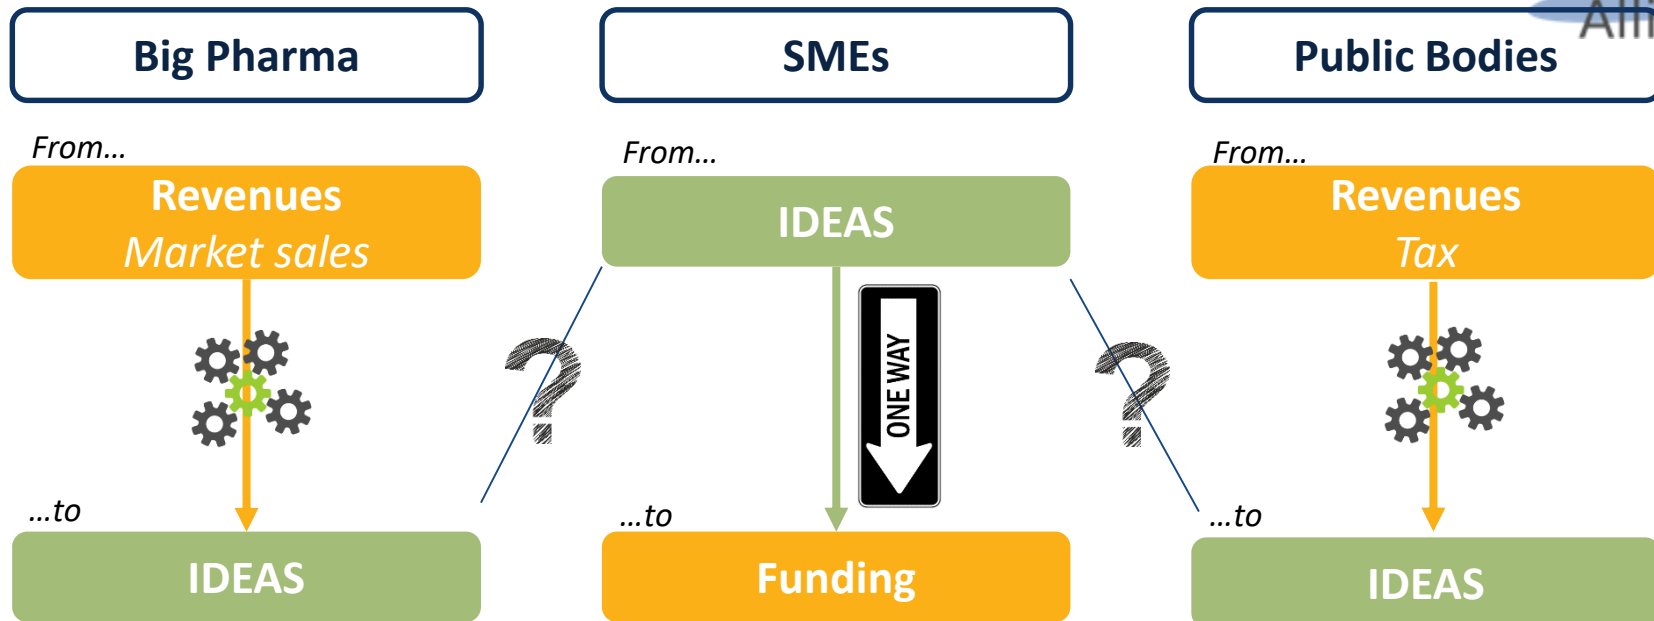 Big Pharma
SMEs
Public Bodies
From...
From...
From...
Revenues
Market sales
IDEAS
Revenues
Tax
?
ONE WAY
?
...to
...to
...to
IDEAS
Funding
IDEAS